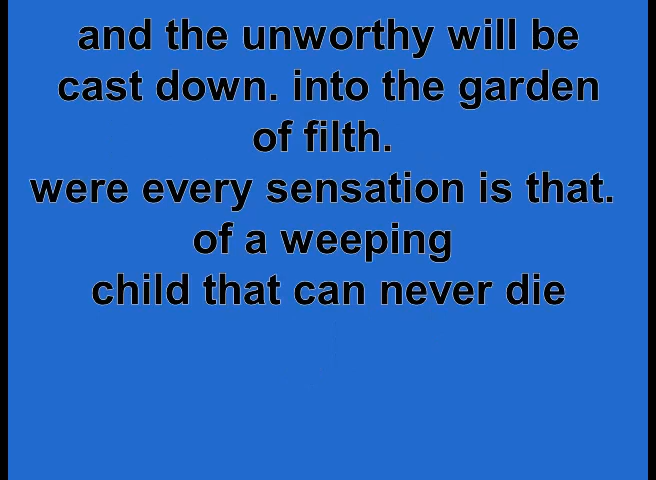 and the unworthy will be
cast down. into the garden
of filth.
were every sensation is that.
of a weeping
child that can never die